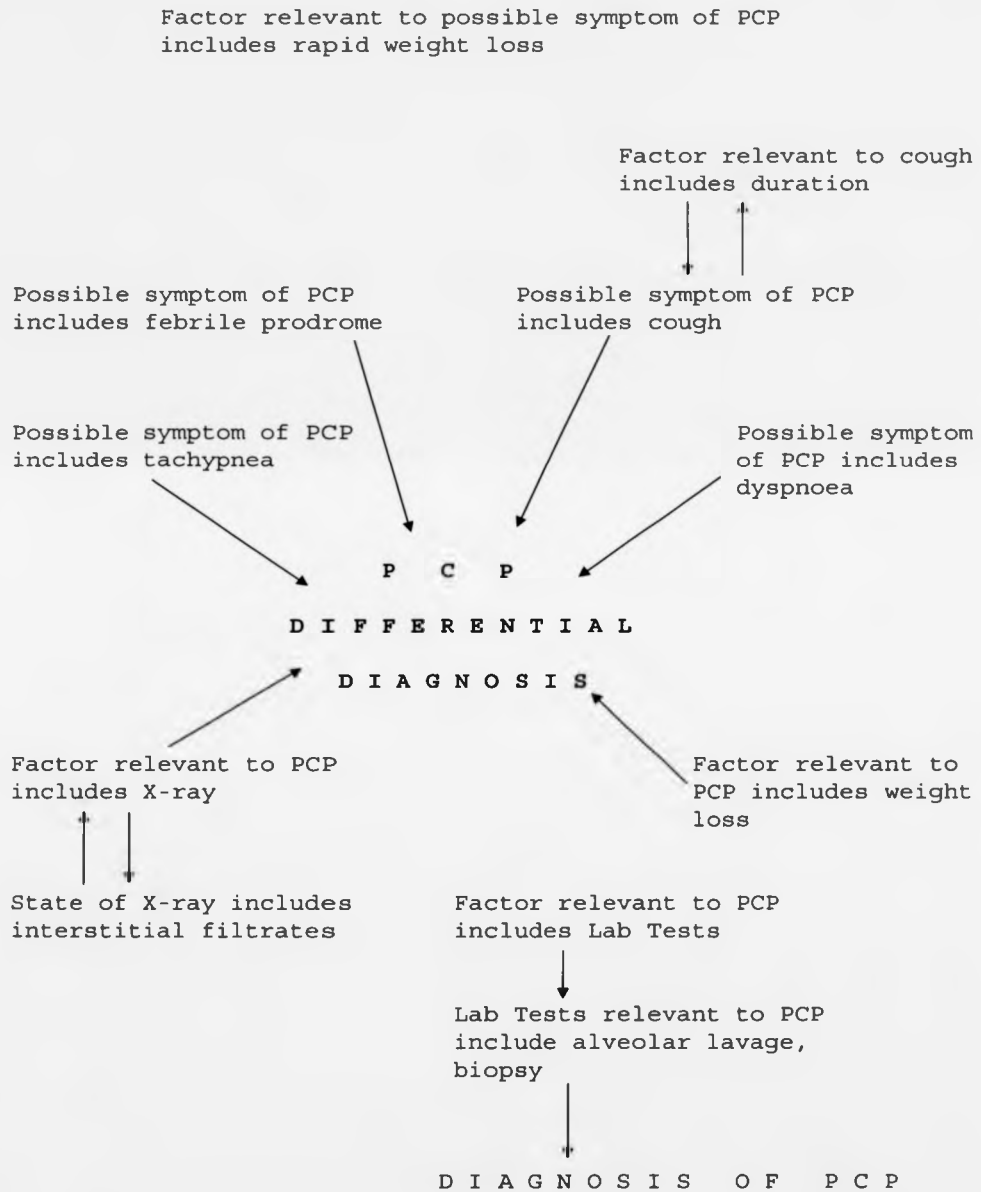 Factor relevant to possible symptom of PCP
includes rapid weight loss
Factor relevant to cough
includes duration
Possible symptom of PCP
includes febrile prodrome
Possible symptom of PCP
includes cough
Possible symptom of PCP
includes tachypnea
Possible symptom
of PCP includes
dyspnoea
P C P
D I F F E R E N T I A L
D I A G N O S I S
Factor relevant to PCP
includes X-ray
Factor relevant to
PCP includes weight
loss
State of X-ray includes
interstitial filtrates
Factor relevant to PCP
includes Lab Tests
Lab Tests relevant to PCP
include alveolar lavage,
biopsy
D I A G N O S I S O F P C P